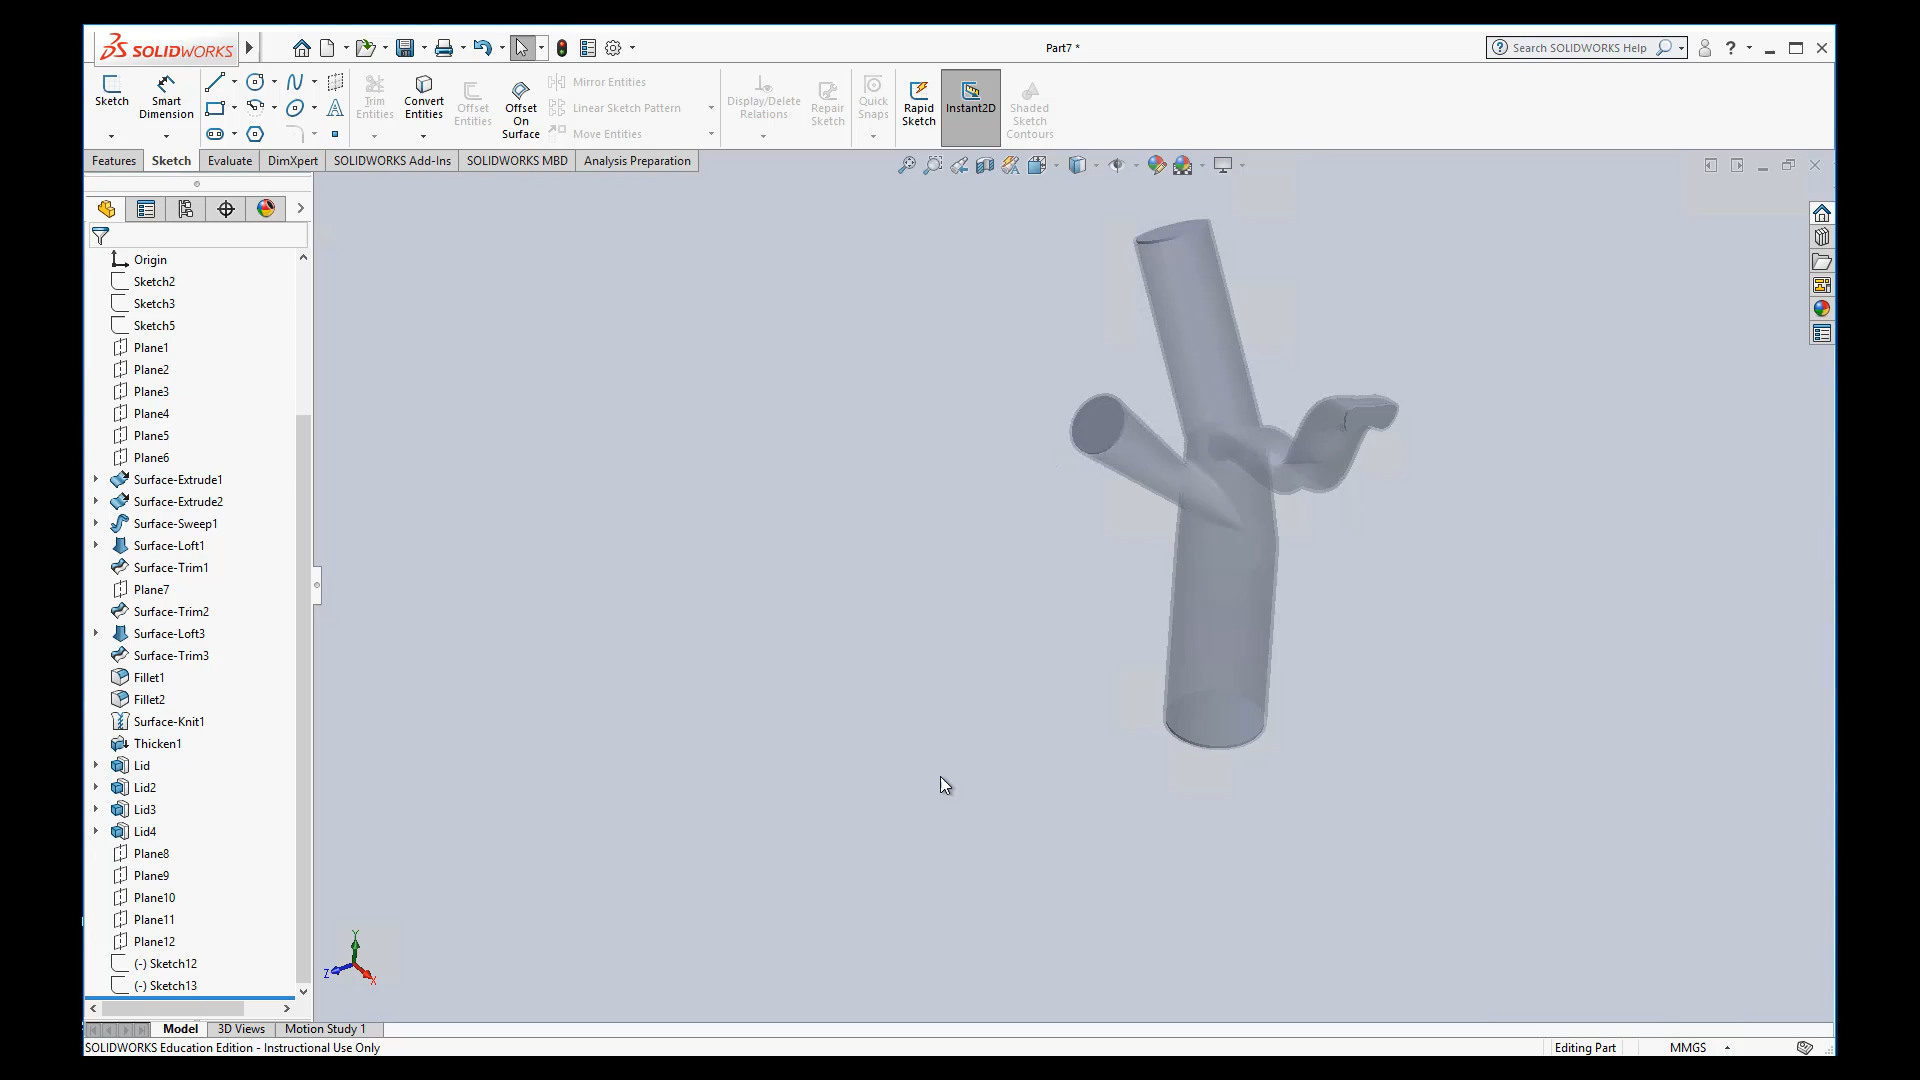 SOLIDWORKS
Part7 *
Search SOLIDWORKS Help
Sketch
Smart Dimension
Trim Entities
Convert Entities
Offset Entities
Offset On Surface
Mirror Entities
Linear Sketch Pattern
Move Entities
Display/Delete Relations
Repair Sketch
Quick Snaps
Rapid Sketch
Instant2D
Shaded Sketch Contours
Features
Sketch
Evaluate
DimXpert
SOLIDWORKS Add-Ins
SOLIDWORKS MBD
Analysis Preparation
Origin
Sketch2
Sketch3
Sketch5
Plane1
Plane2
Plane3
Plane4
Plane5
Plane6
Surface-Extrude1
Surface-Extrude2
Surface-Sweep1
Surface-Loft1
Surface-Trim1
Plane7
Surface-Trim2
Surface-Loft3
Surface-Trim3
Fillet1
Fillet2
Surface-Knit1
Thicken1
Lid
Lid2
Lid3
Lid4
Plane8
Plane9
Plane10
Plane11
Plane12
(-) Sketch12
(-) Sketch13
Y
Z
X
Model
3D Views
Motion Study 1
SOLIDWORKS Education Edition - Instructional Use Only
Editing Part
MMGS